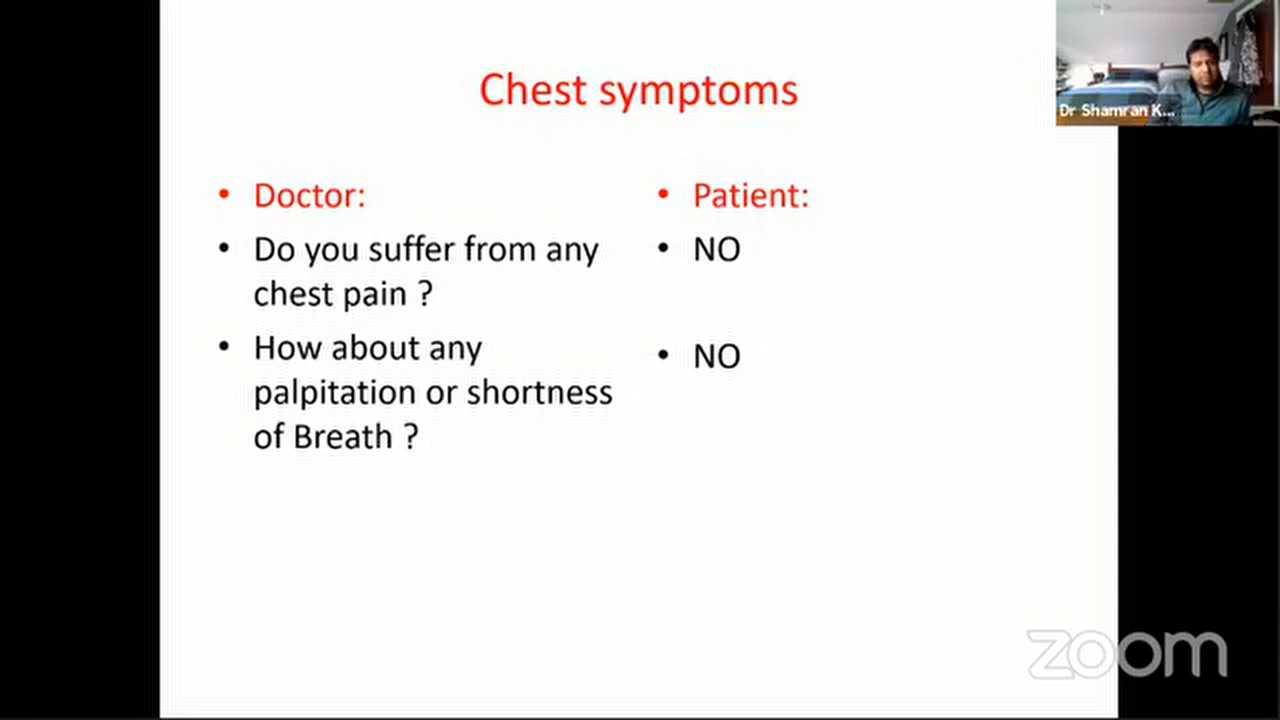 Chest symptoms
Dr Shamran K...
Doctor:
Do you suffer from any
chest pain ?
How about any
palpitation or shortness
of Breath ?
Patient:
NO
NO
zoom